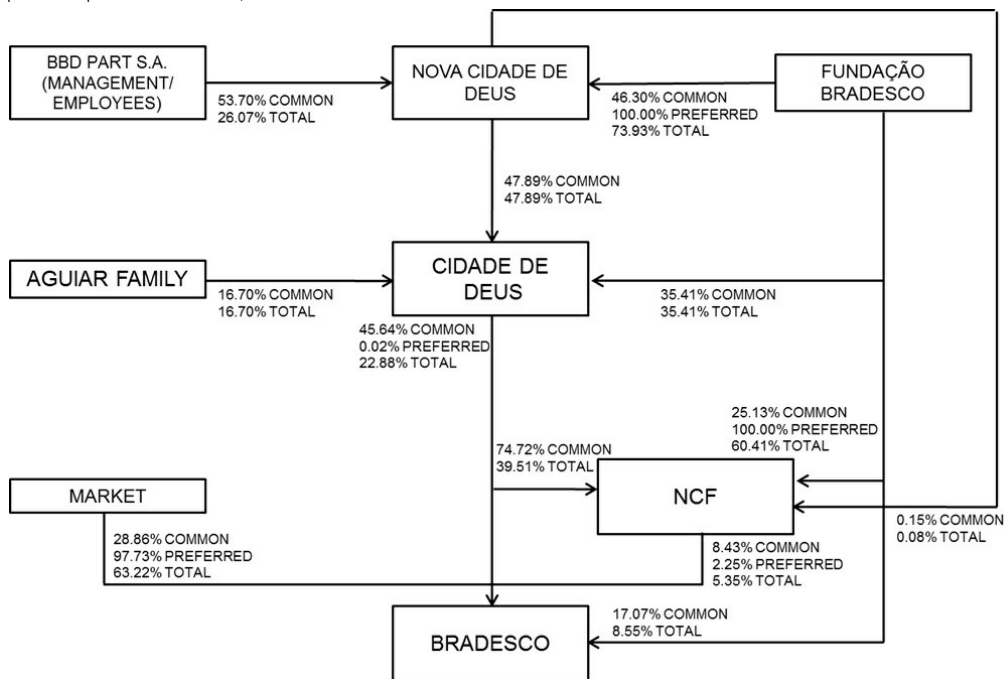 BBD PART S.A.
(MANAGEMENT/
EMPLOYEES)
53.70% COMMON
26.07% TOTAL
NOVA CIDADE DE
DEUS
46.30% COMMON
100.00% PREFERRED
73.93% TOTAL
FUNDAÇÃO
BRADESCO
47.89% COMMON
47.89% TOTAL
AGUIAR FAMILY
16.70% COMMON
16.70% TOTAL
CIDADE DE
DEUS
35.41% COMMON
35.41% TOTAL
45.64% COMMON
0.02% PREFERRED
22.88% TOTAL
25.13% COMMON
100.00% PREFERRED
60.41% TOTAL
74.72% COMMON
39.51% TOTAL
NCF
MARKET
0.15% COMMON
0.08% TOTAL
28.86% COMMON
97.73% PREFERRED
63.22% TOTAL
8.43% COMMON
2.25% PREFERRED
5.35% TOTAL
17.07% COMMON
8.55% TOTAL
BRADESCO